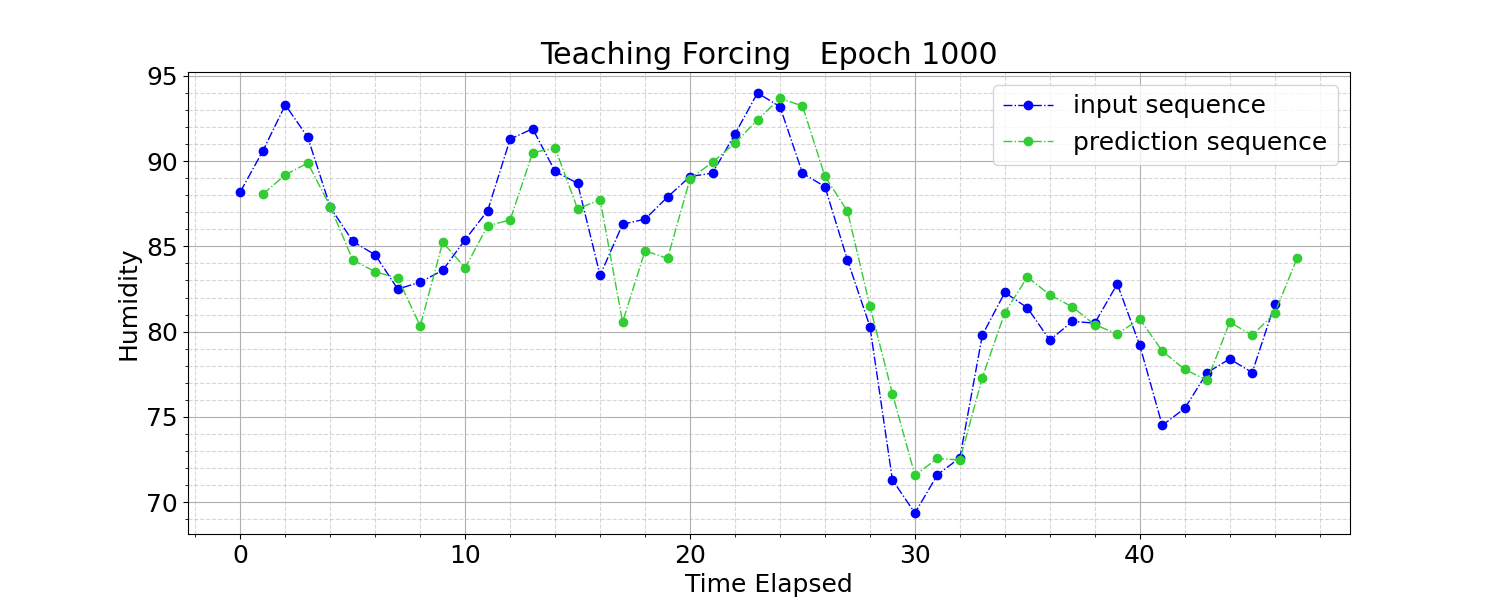 Teaching Forcing   Epoch 1000
95
90
85
80
75
70
Humidity
input sequence
prediction sequence
0 10 20 30 40
Time Elapsed